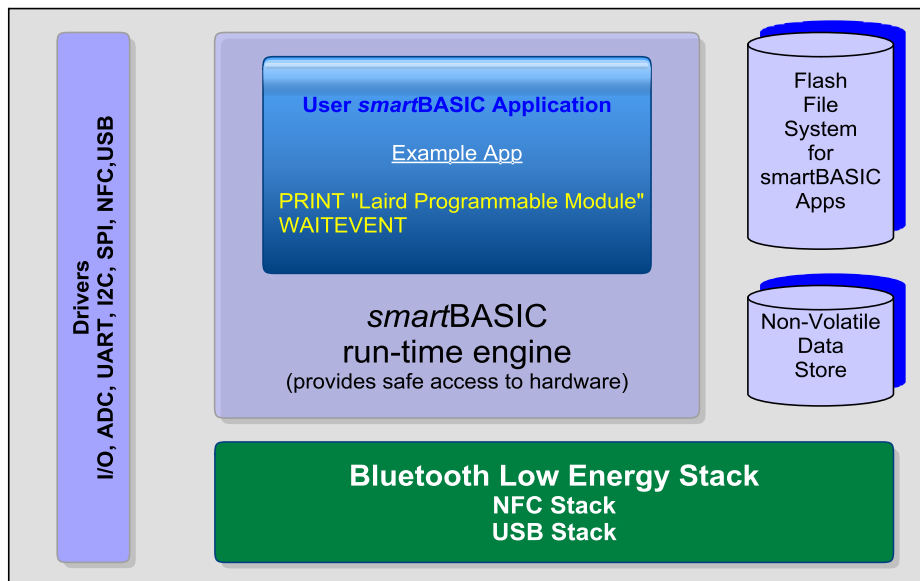 Drivers
I/O, ADC, UART, I2C, SPI, NFC,USB
User smartBASIC Application
Example App
PRINT "Laird Programmable Module"
WAITEVENT
smartBASIC
run-time engine
(provides safe access to hardware)
Flash
File
System
for
smartBASIC
Apps
Non-Volatile
Data
Store
Bluetooth Low Energy Stack
NFC Stack
USB Stack